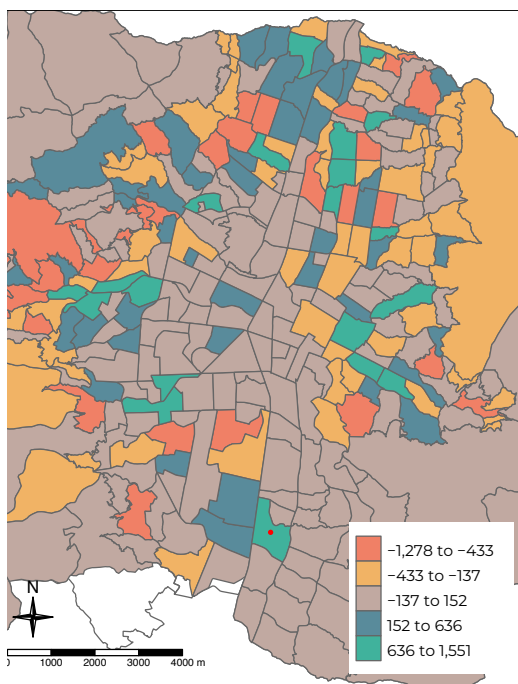 −1,278 to −433
−433 to −137
−137 to 152
152 to 636
636 to 1,551
N
0 1000 2000 3000 4000 m